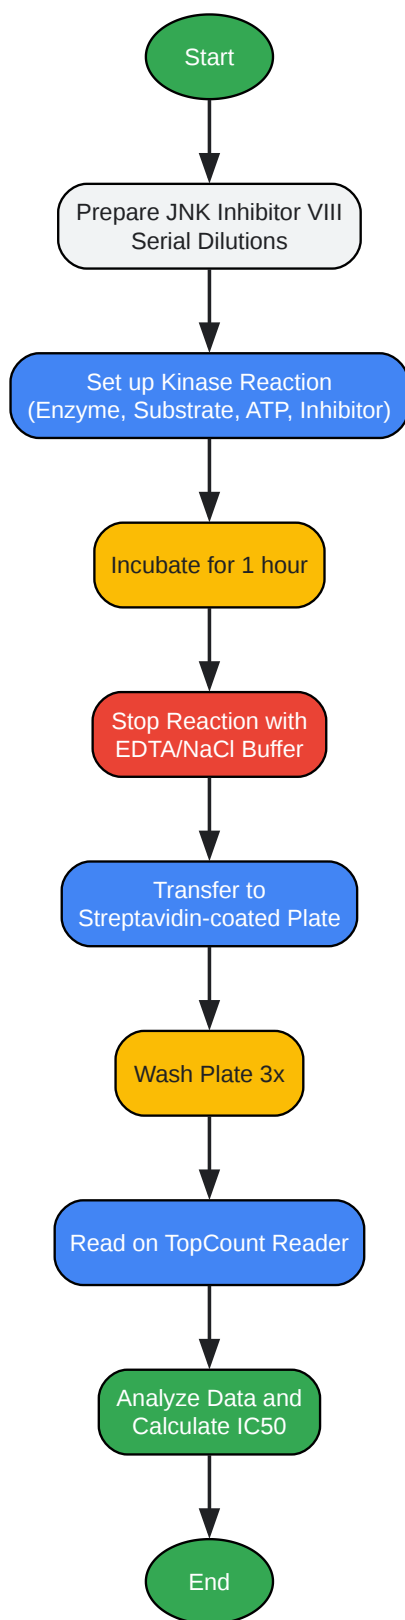 Start
Prepare JNK Inhibitor VIII
Serial Dilutions
Set up Kinase Reaction
(Enzyme, Substrate, ATP, Inhibitor)
Incubate for 1 hour
Stop Reaction with
EDTA/NaCl Buffer
Transfer to
Streptavidin-coated Plate
Wash Plate 3x
Read on TopCount Reader
Analyze Data and
Calculate IC50
End